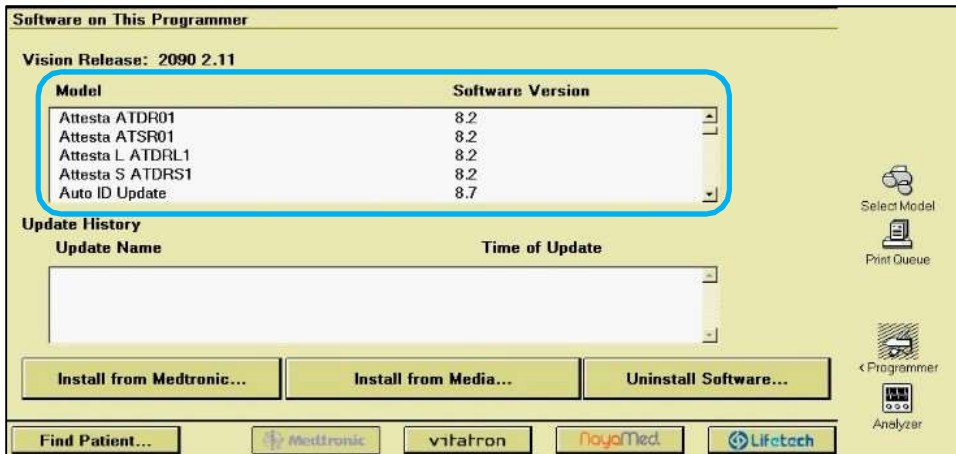 Software on This Programmer
Vision Release: 2090 2.11
Model Software Version
Attesta ATDR01 8.2
Attesta ATSR01 8.2
Attesta L ATDRL1 8.2
Attesta S ATDRS1 8.2
Auto ID Update 8.7
Update History
Update Name Time of Update
Install from Medtronic... Install from Media... Uninstall Software...
Find Patient... Medtronic vitatron NayaMed. Lifetech
Select Model
Print Queue
< Programmer
Analyzer